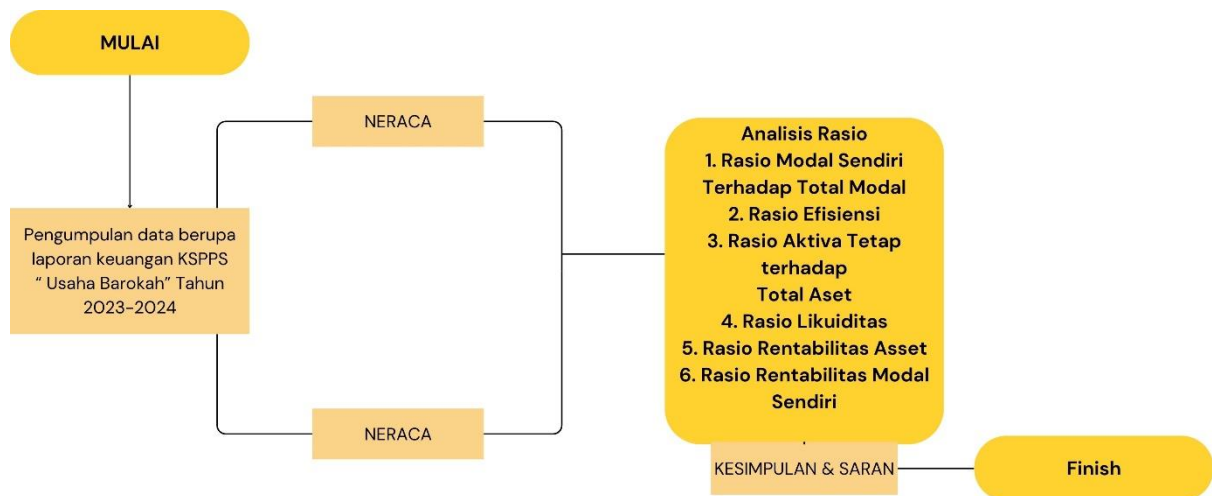 MULAI
Pengumpulan data berupa
laporan keuangan KSPPS
“ Usaha Barokah” Tahun
2023-2024
NERACA
NERACA
Analisis Rasio
1. Rasio Modal Sendiri
Terhadap Total Modal
2. Rasio Efisiensi
3. Rasio Aktiva Tetap
terhadap
Total Aset
4. Rasio Likuiditas
5. Rasio Rentabilitas Asset
6. Rasio Rentabilitas Modal
Sendiri
KESIMPULAN & SARAN
Finish